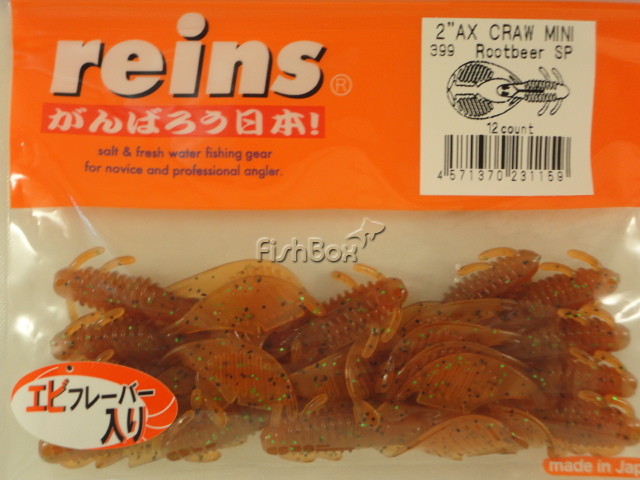 reins®
がんばろう日本!
salt & fresh water fishing gear
for novice and professional angler.
2"AX CRAW MINI
399 Rootbeer SP
12count
4 571370 231159
FishBox
エビフレーバー
入り
made in Jap